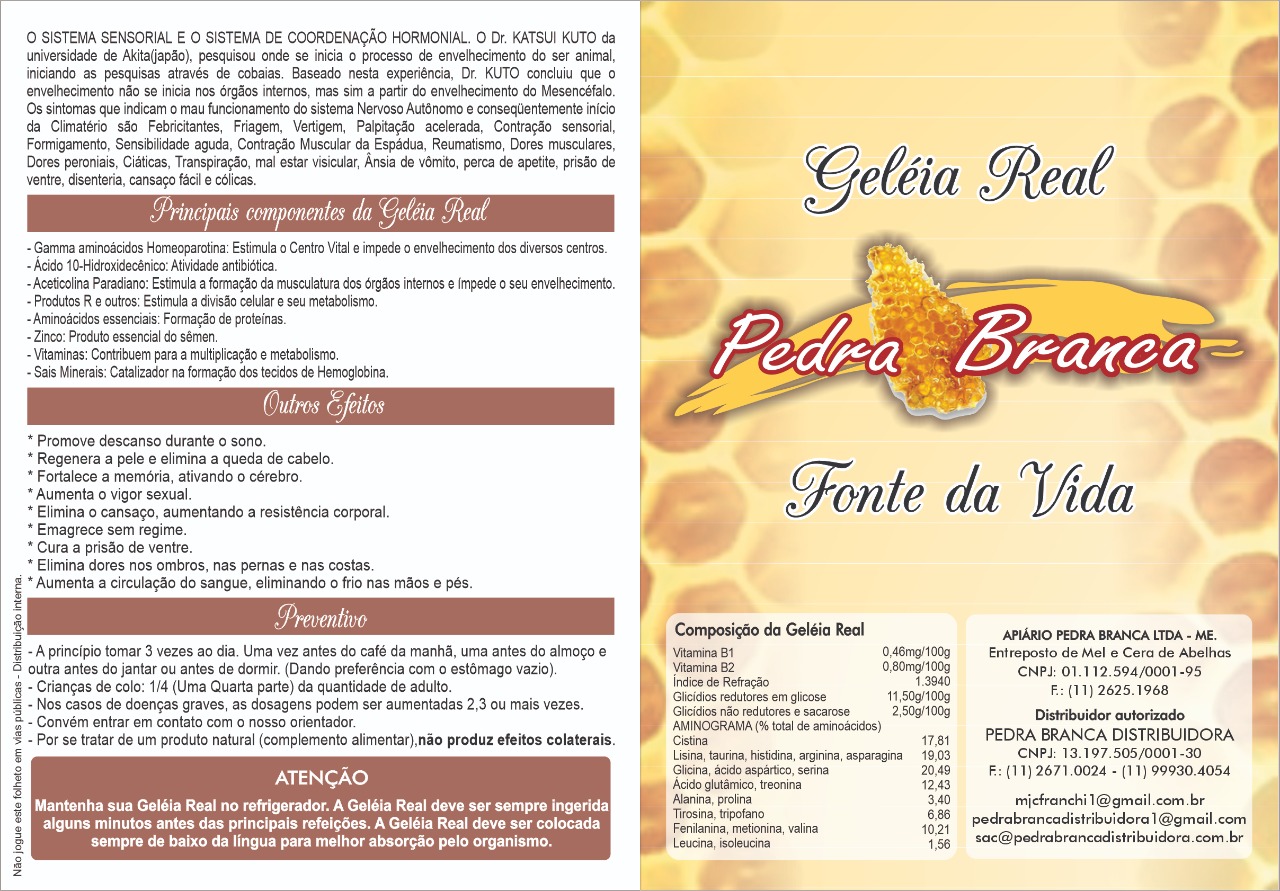 O SISTEMA SENSORIAL E O SISTEMA DE COORDENAÇÃO HORMONIAL. O Dr. KATSUI KUTO da
universidade de Akita(japão), pesquisou onde se inicia o processo de envelhecimento do ser animal,
iniciando as pesquisas através de cobaias. Baseado nesta experiência, Dr. KUTO concluiu que o
envelhecimento não se inicia nos órgãos internos, mas sim a partir do envelhecimento do Mesencéfalo.
Os sintomas que indicam o mau funcionamento do sistema Nervoso Autônomo e conseqüentemente início
da Climatério são Febricitantes, Friagem, Vertigem, Palpitação acelerada, Contração sensorial,
Formigamento, Sensibilidade aguda, Contração Muscular da Espádua, Reumatismo, Dores musculares,
Dores peroniais, Ciáticas, Transpiração, mal estar visicular, Ânsia de vômito, perca de apetite, prisão de
ventre, disenteria, cansaço fácil e cólicas.
Principais componentes da Geléia Real
- Gamma aminoácidos Homeoparotina: Estimula o Centro Vital e impede o envelhecimento dos diversos centros.
- Ácido 10-Hidroxidecênico: Atividade antibiótica.
- Aceticolina Paradiano: Estimula a formação da musculatura dos órgãos internos e ímpede o seu envelhecimento.
- Produtos R e outros: Estimula a divisão celular e seu metabolismo.
- Aminoácidos essenciais: Formação de proteínas.
- Zinco: Produto essencial do sêmen.
- Vitaminas: Contribuem para a multiplicação e metabolismo.
- Sais Minerais: Catalizador na formação dos tecidos de Hemoglobina.
Outros Efeitos
* Promove descanso durante o sono.
* Regenera a pele e elimina a queda de cabelo.
* Fortalece a memória, ativando o cérebro.
* Aumenta o vigor sexual.
* Elimina o cansaço, aumentando a resistência corporal.
* Emagrece sem regime.
* Cura a prisão de ventre.
* Elimina dores nos ombros, nas pernas e nas costas.
* Aumenta a circulação do sangue, eliminando o frio nas mãos e pés.
Preventivo
- A princípio tomar 3 vezes ao dia. Uma vez antes do café da manhã, uma antes do almoço e
outra antes do jantar ou antes de dormir. (Dando preferência com o estômago vazio).
- Crianças de colo: 1/4 (Uma Quarta parte) da quantidade de adulto.
- Nos casos de doenças graves, as dosagens podem ser aumentadas 2,3 ou mais vezes.
- Convém entrar em contato com o nosso orientador.
- Por se tratar de um produto natural (complemento alimentar),não produz efeitos colaterais.
ATENÇÃO
Mantenha sua Geléia Real no refrigerador. A Geléia Real deve ser sempre ingerida
alguns minutos antes das principais refeições. A Geléia Real deve ser colocada
sempre de baixo da língua para melhor absorção pelo organismo.
Não jogue este folheto em vias públicas - Distribuição interna.
Geléia Real
Pedra Branca
Fonte da Vida
Composição da Geléia Real
Vitamina B1 0,46mg/100g
Vitamina B2 0,80mg/100g
Índice de Refração 1.3940
Glicídios redutores em glicose 11,50g/100g
Glicídios não redutores e sacarose 2,50g/100g
AMINOGRAMA (% total de aminoácidos)
Cistina 17,81
Lisina, taurina, histidina, arginina, asparagina 19,03
Glicina, ácido aspártico, serina 20,49
Ácido glutâmico, treonina 12,43
Alanina, prolina 3,40
Tirosina, tripofano 6,86
Fenilanina, metionina, valina 10,21
Leucina, isoleucina 1,56
APIÁRIO PEDRA BRANCA LTDA - ME.
Entreposto de Mel e Cera de Abelhas
CNPJ: 01.112.594/0001-95
F.: (11) 2625.1968
Distribuidor autorizado
PEDRA BRANCA DISTRIBUIDORA
CNPJ: 13.197.505/0001-30
F.: (11) 2671.0024 - (11) 99930.4054
mjcfranchi1@gmail.com.br
pedrabrancadistribuidora1@gmail.com
sac@pedrabrancadistribuidora.com.br